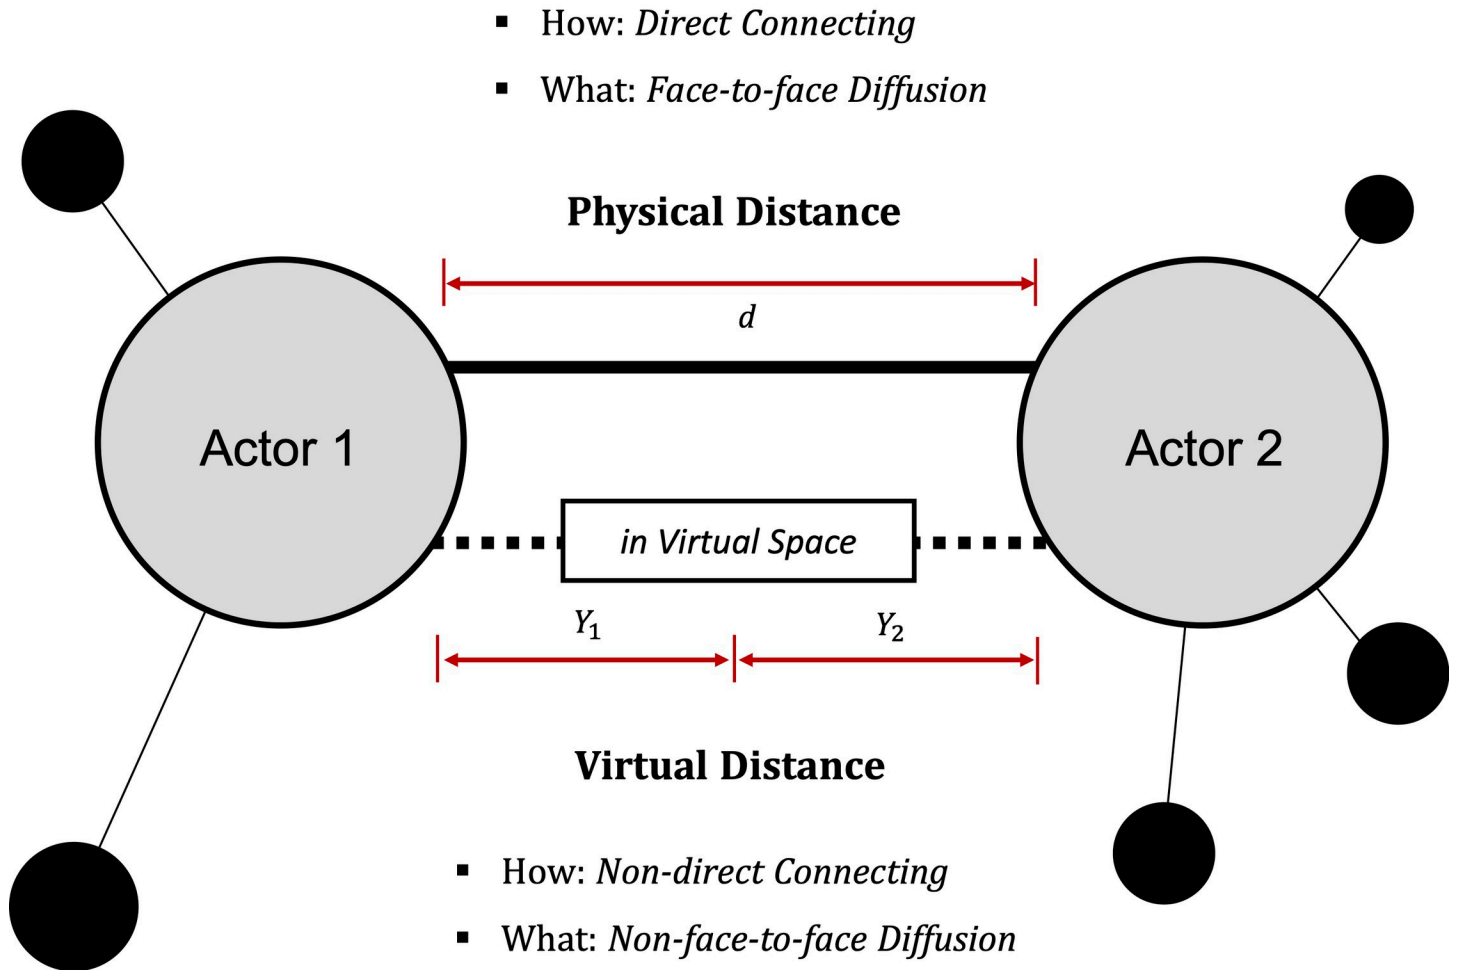 ▪ How: Direct Connecting
▪ What: Face-to-face Diffusion
Physical Distance
d
Actor 1
Actor 2
in Virtual Space
Y₁
Y₂
Virtual Distance
▪ How: Non-direct Connecting
▪ What: Non-face-to-face Diffusion